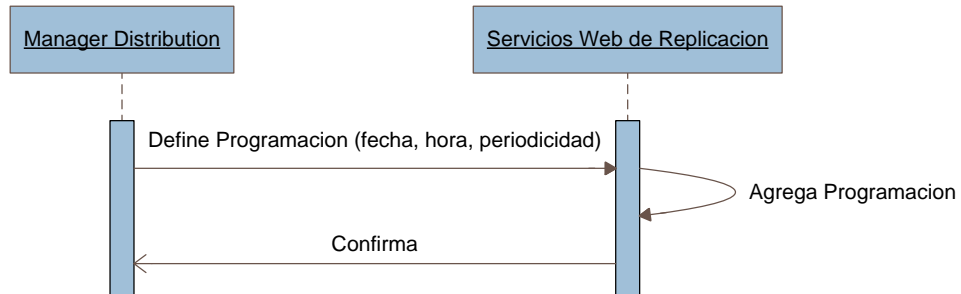 Manager Distribution
Servicios Web de Replicacion
Define Programacion (fecha, hora, periodicidad)
Agrega Programacion
Confirma